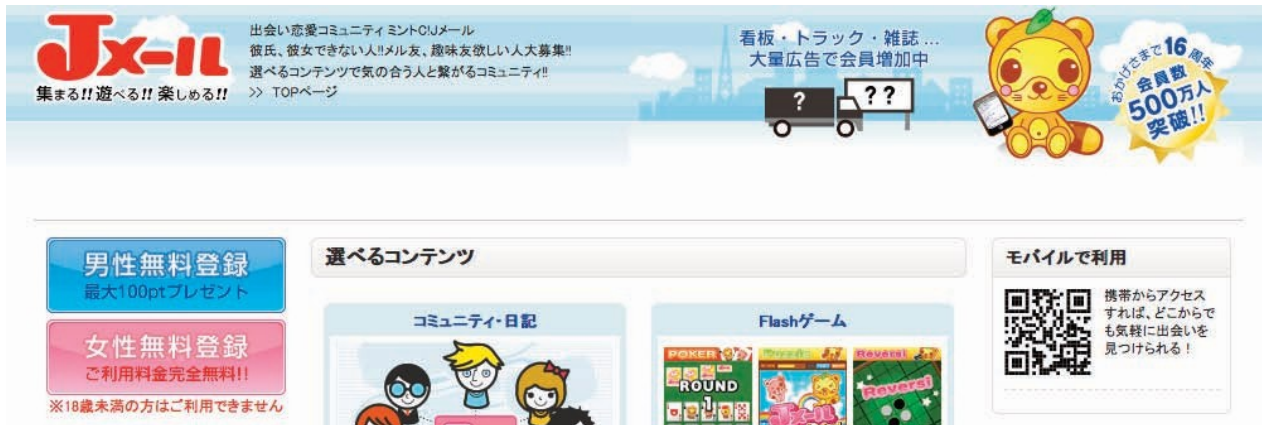 Jメール
集まる!!遊べる!!楽しめる!!
出会い恋愛コミュニティ ミントC!Jメール
彼氏、彼女できない人!!メル友、趣味友欲しい人大募集!!
選べるコンテンツで気の合う人と繋がるコミュニティ!!
>> TOPページ
看板・トラック・雑誌 ...
大量広告で会員増加中
?
??
おかげさまで16周年
会員数
500万人
突破!!
男性無料登録
最大100ptプレゼント
女性無料登録
ご利用料金完全無料!!
※18歳未満の方はご利用できません
選べるコンテンツ
コミュニティ・日記
Flashゲーム
POKER
ROUND
1
Reversi
Jメール
Reversi
Reversi
モバイルで利用
携帯からアクセス
すれば、どこからで
も気軽に出会いを
見つけられる！